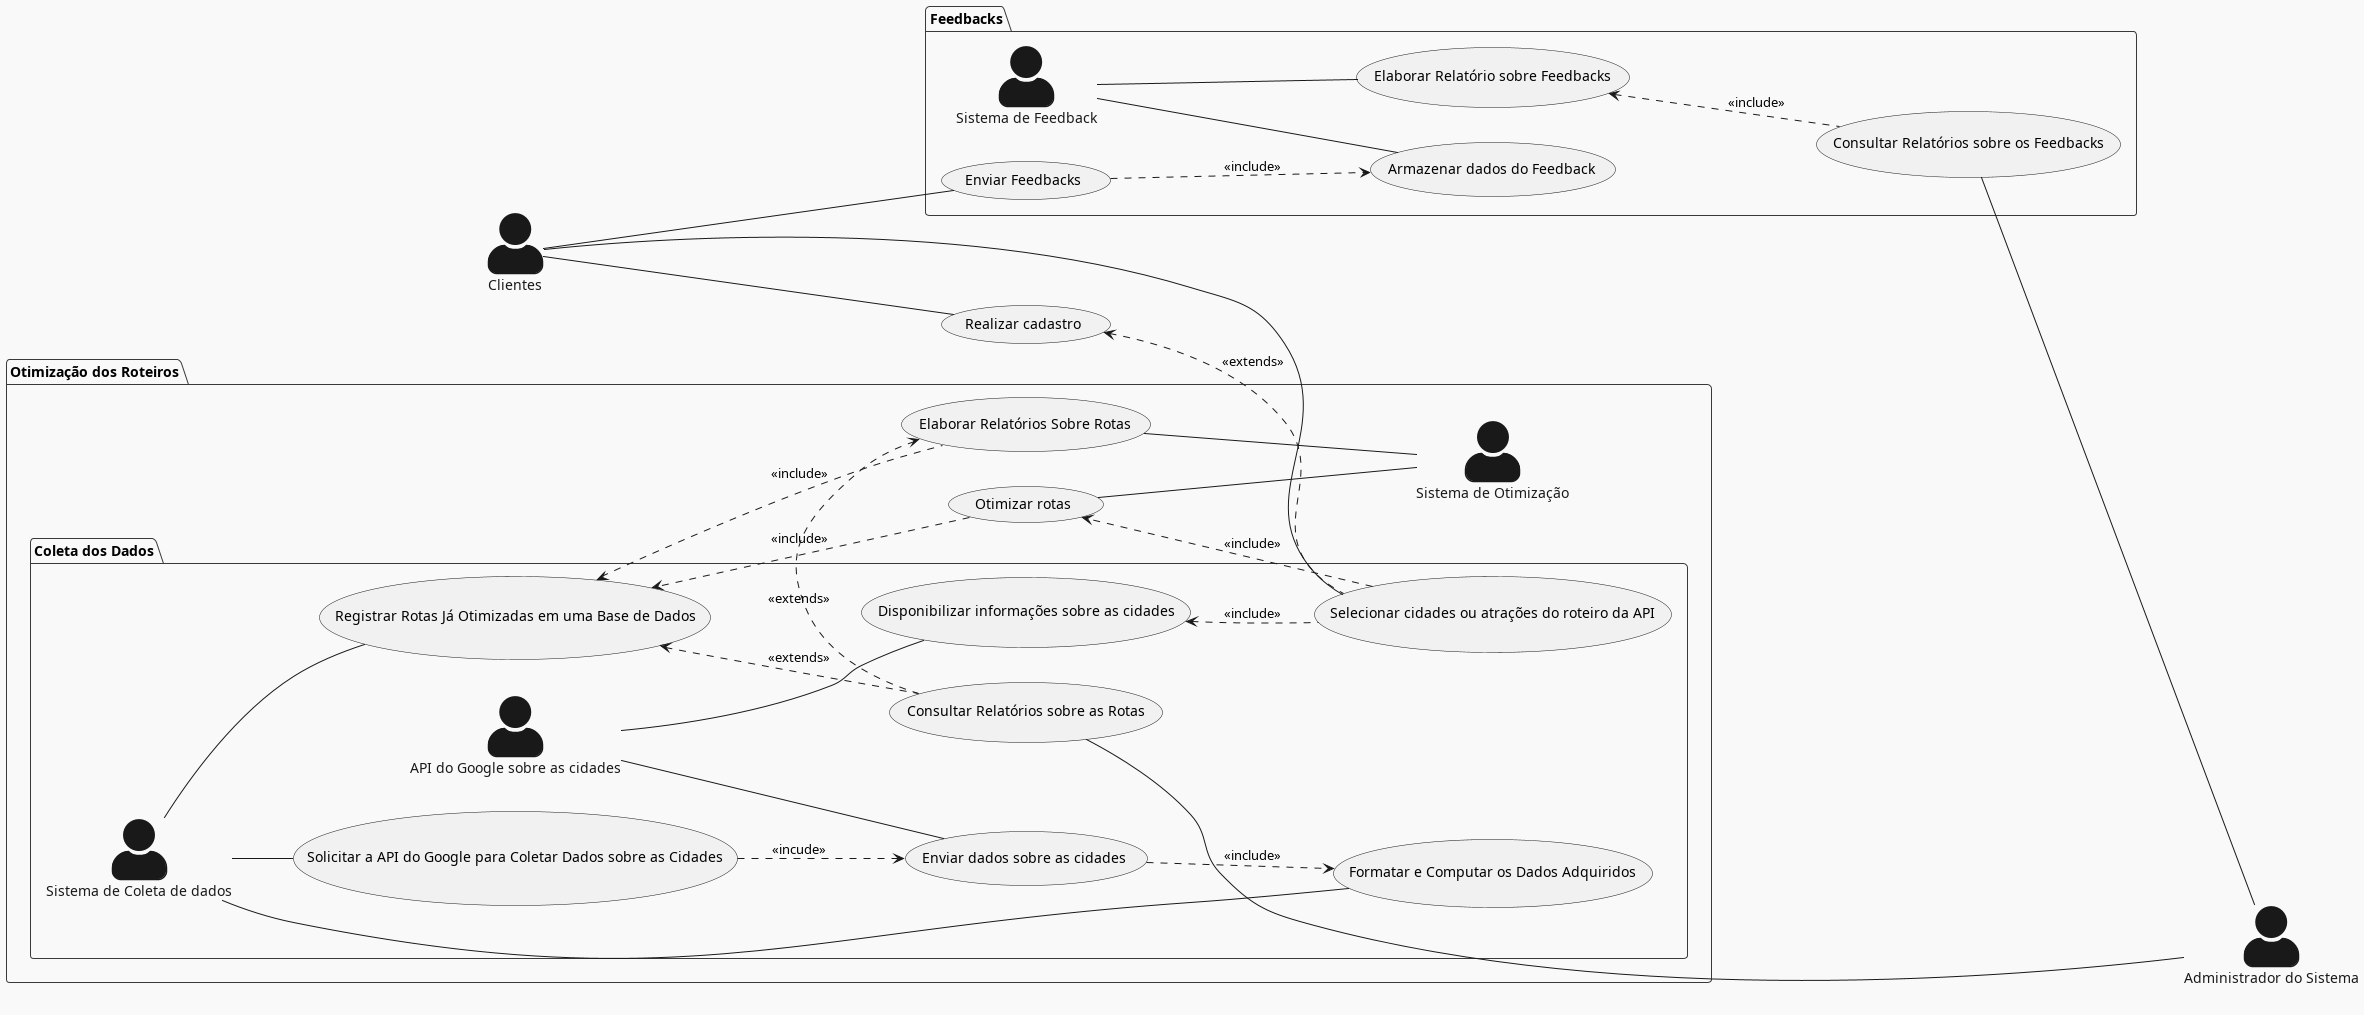 Feedbacks
Sistema de Feedback
Elaborar Relatório sobre Feedbacks
«include»
Consultar Relatórios sobre os Feedbacks
Enviar Feedbacks
«include»
Armazenar dados do Feedback
Clientes
Realizar cadastro
«extends»
Otimização dos Roteiros
Elaborar Relatórios Sobre Rotas
«include»
Sistema de Otimização
Otimizar rotas
«include»
«include»
Coleta dos Dados
Registrar Rotas Já Otimizadas em uma Base de Dados
«extends»
Disponibilizar informações sobre as cidades
«include»
Selecionar cidades ou atrações do roteiro da API
«extends»
Consultar Relatórios sobre as Rotas
API do Google sobre as cidades
Sistema de Coleta de dados
Solicitar a API do Google para Coletar Dados sobre as Cidades
«incude»
Enviar dados sobre as cidades
«include»
Formatar e Computar os Dados Adquiridos
Administrador do Sistema